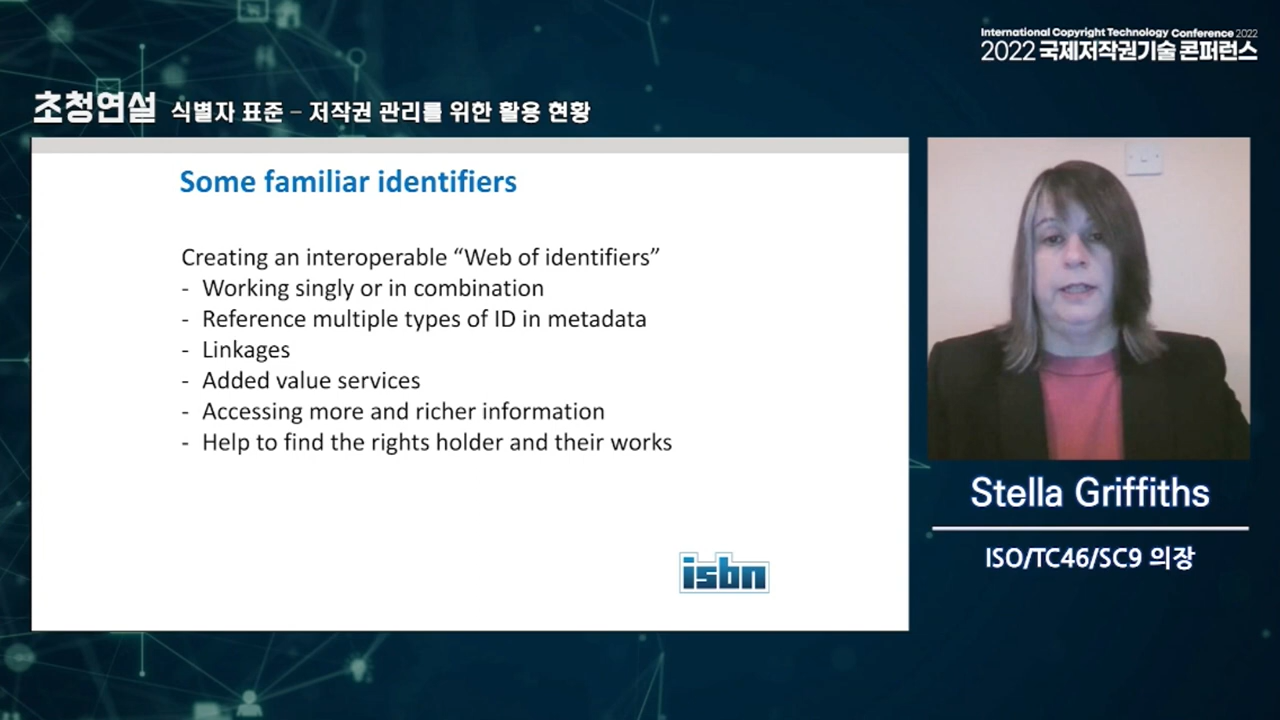 International Copyright Technology Conference 2022
2022 국제저작권기술 콘퍼런스
초청연설 식별자 표준 – 저작권 관리를 위한 활용 현황
Some familiar identifiers
Creating an interoperable “Web of identifiers”
- Working singly or in combination
- Reference multiple types of ID in metadata
- Linkages
- Added value services
- Accessing more and richer information
- Help to find the rights holder and their works
isbn
Stella Griffiths
ISO/TC46/SC9 의장